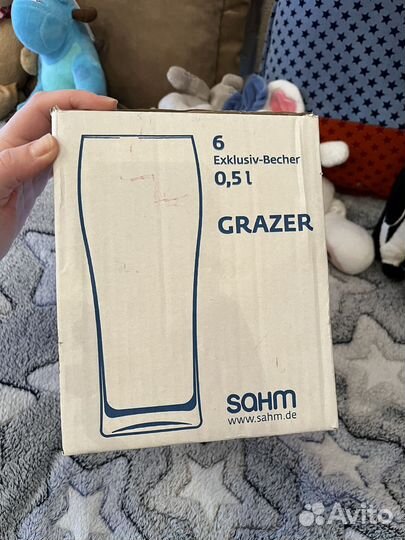 6
Exklusiv-Becher
0,5 l
GRAZER
sahm
www.sahm.de
Avito